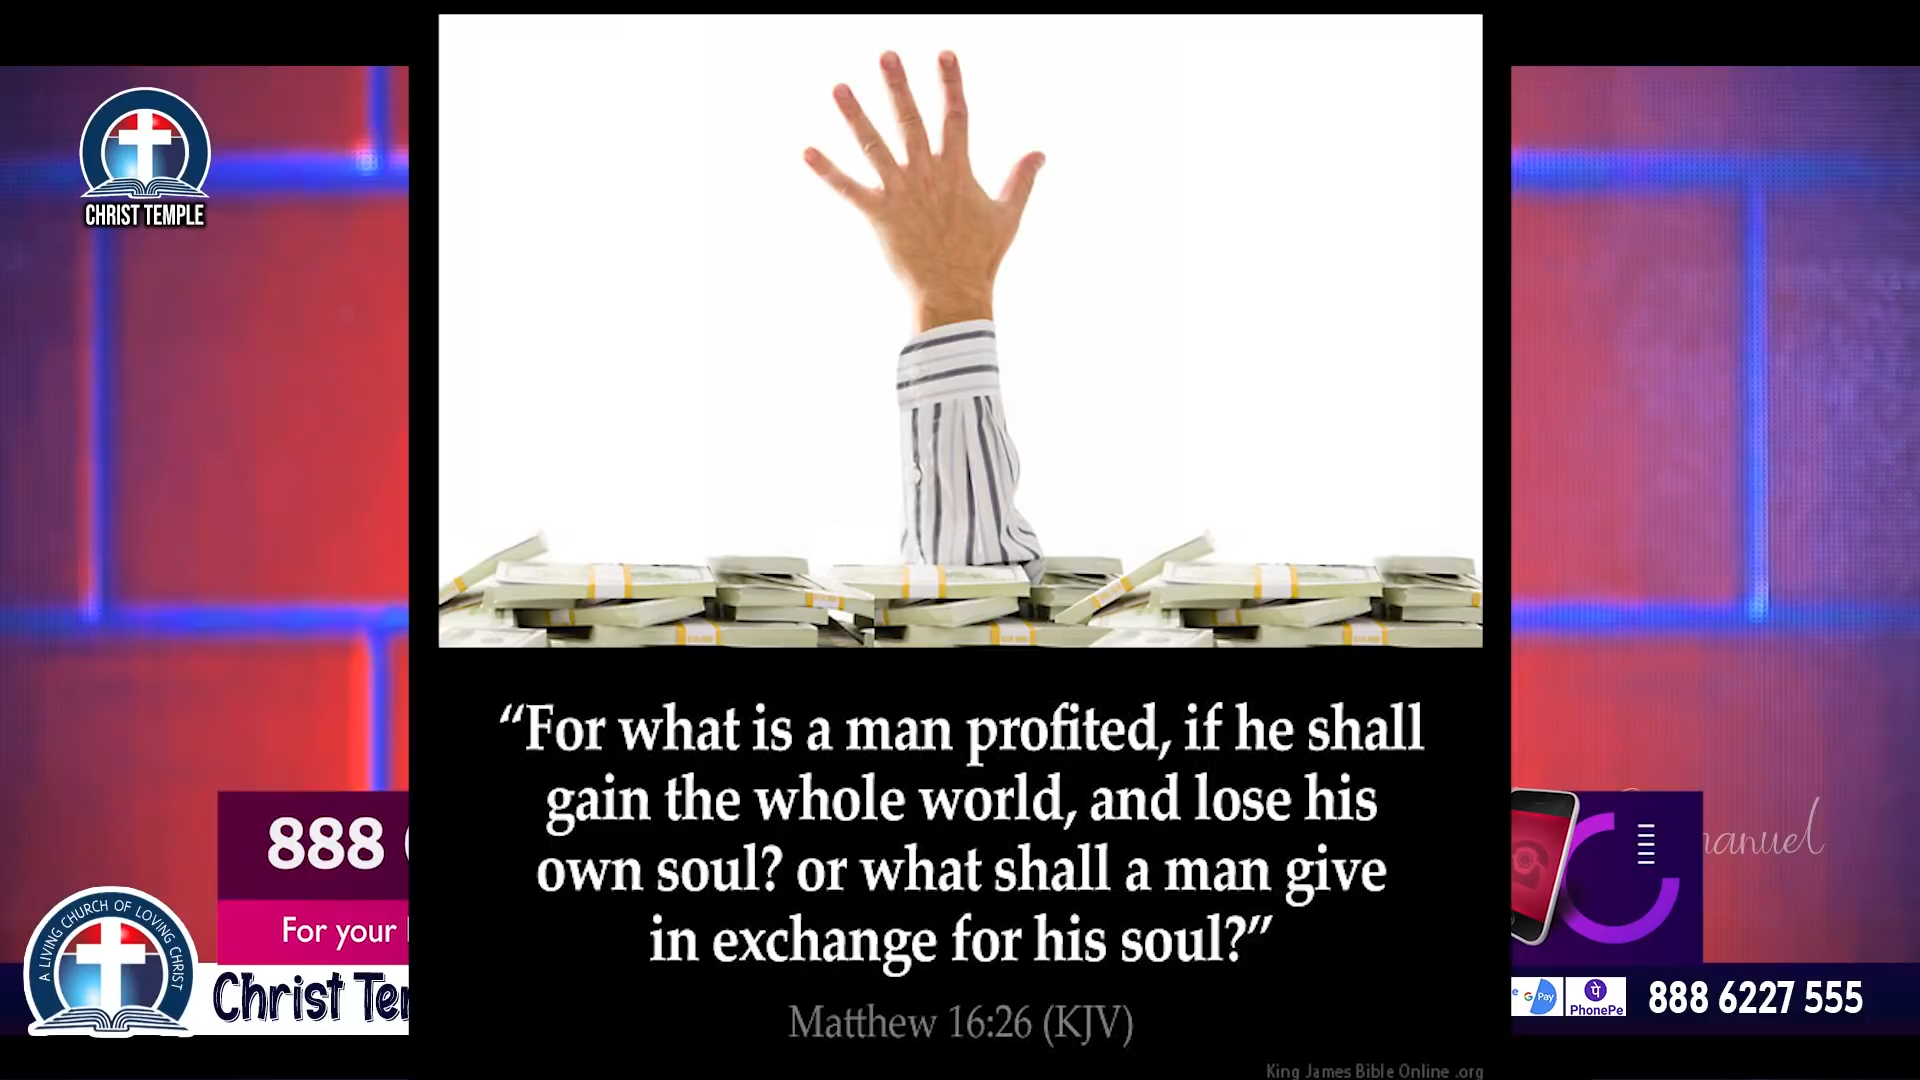 CHRIST TEMPLE
“For what is a man profited, if he shall
gain the whole world, and lose his
own soul? or what shall a man give
in exchange for his soul?”
Matthew 16:26 (KJV)
King James Bible Online .org
888
For your
A LIVING CHURCH OF LOVING CHRIST
Christ Te
G Pay
पे
PhonePe
888 6227 555